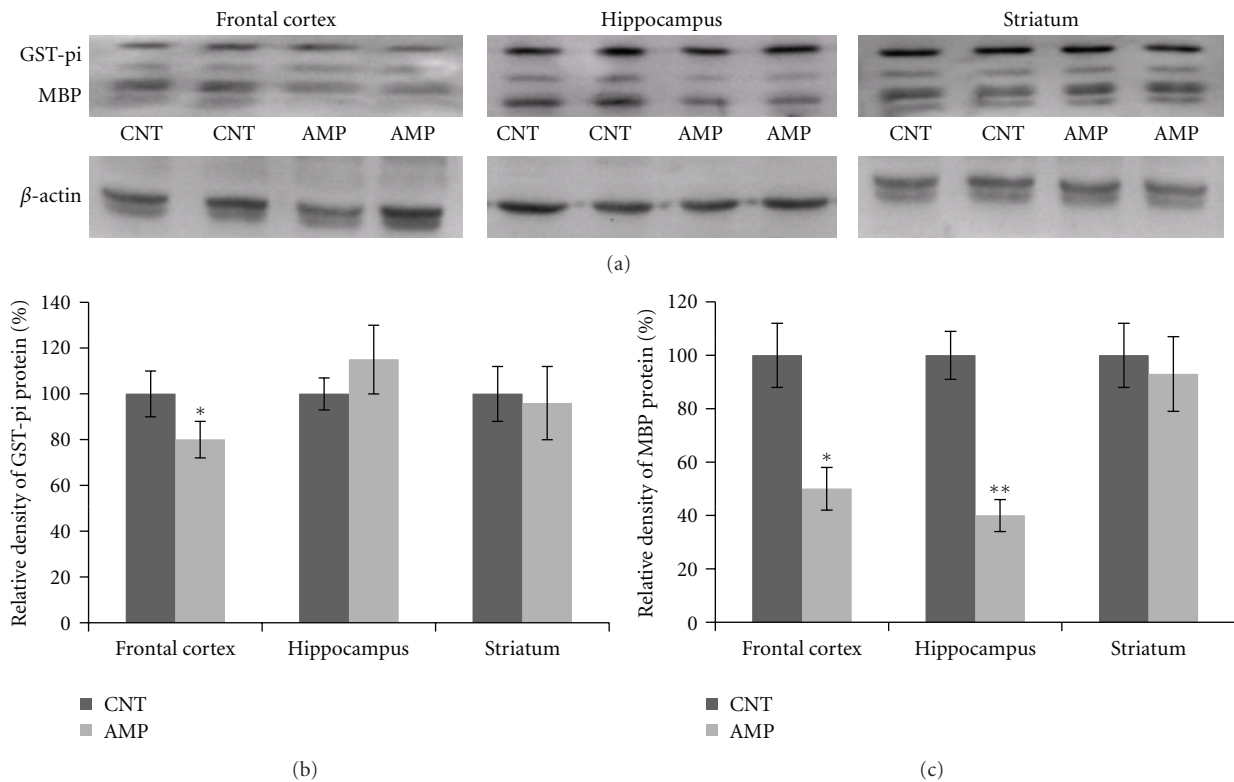 Frontal cortex Hippocampus Striatum
GST-pi
MBP
CNT CNT AMP AMP CNT CNT AMP AMP CNT CNT AMP AMP
β-actin
(a)
Relative density of GST-pi protein (%)
140
120
100
80
60
40
20
0
*
Frontal cortex Hippocampus Striatum
CNT
AMP
(b)
Relative density of MBP protein (%)
120
100
80
60
40
20
0
*
**
Frontal cortex Hippocampus Striatum
CNT
AMP
(c)